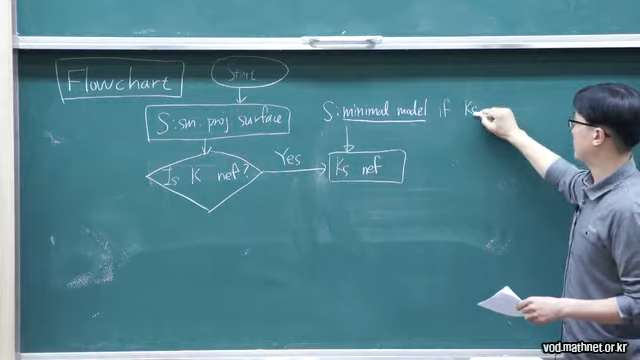 Flowchart
Start
S: sm. proj. surface
Is K nef?
Yes
S: minimal model if Ks
Ks nef
vod.mathnet.or.kr